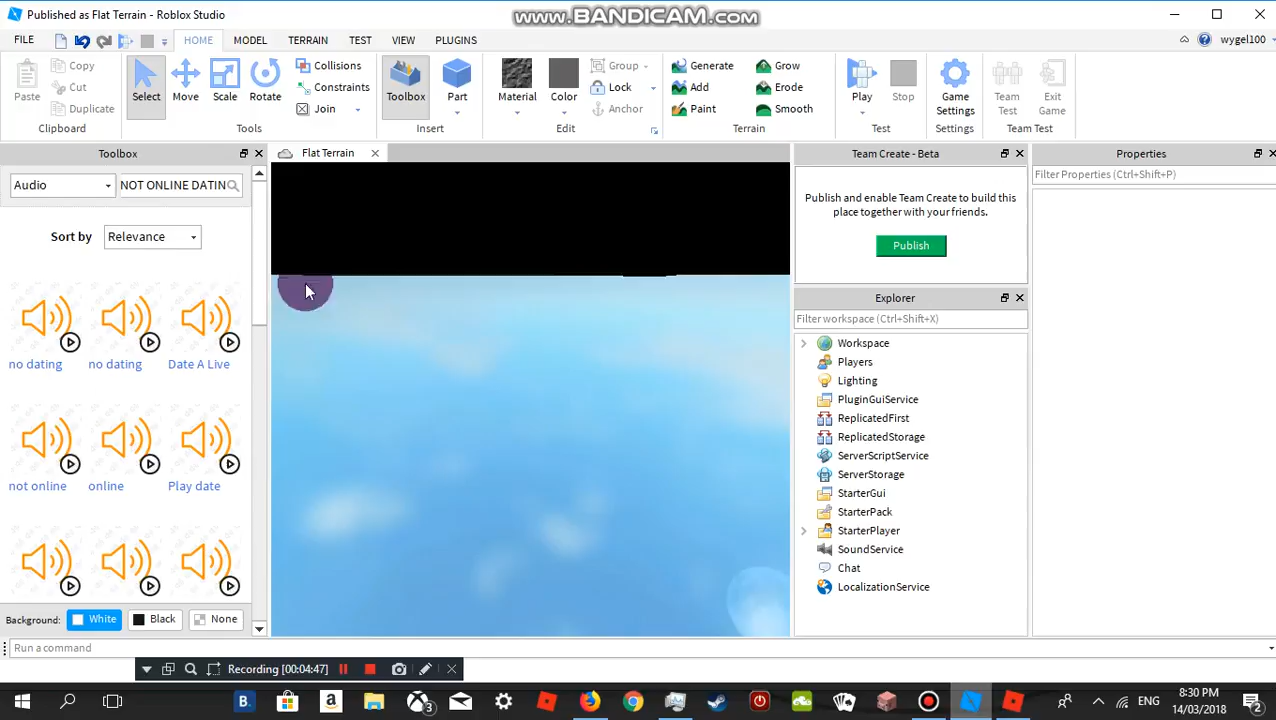 Published as Flat Terrain - Roblox Studio
www.BANDICAM.com
FILE HOME MODEL TERRAIN TEST VIEW PLUGINS wygel100
Paste Copy Cut Duplicate Clipboard
Select Move Scale Rotate Collisions Constraints Join Tools
Toolbox Part Insert
Material Color Group Lock Anchor Edit
Generate Add Paint Grow Erode Smooth Terrain
Play Stop Test
Game Settings Settings
Team Test Exit Game Team Test
Toolbox
Audio NOT ONLINE DATIN
Sort by Relevance
no dating no dating Date A Live
not online online Play date
Background: White Black None
Flat Terrain
Team Create - Beta
Publish and enable Team Create to build this
place together with your friends.
Publish
Explorer
Filter workspace (Ctrl+Shift+X)
Workspace
Players
Lighting
PluginGuiService
ReplicatedFirst
ReplicatedStorage
ServerScriptService
ServerStorage
StarterGui
StarterPack
StarterPlayer
SoundService
Chat
LocalizationService
Properties
Filter Properties (Ctrl+Shift+P)
Run a command
Recording [00:04:47]
B. a 3 ENG 8:30 PM
14/03/2018 2